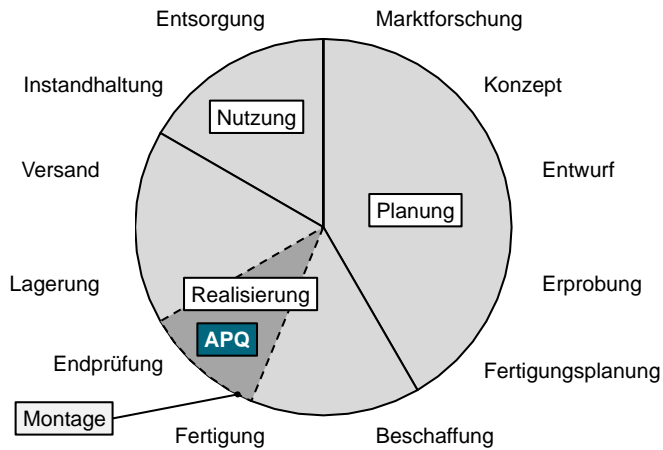 Entsorgung
Marktforschung
Instandhaltung
Konzept
Nutzung
Versand
Entwurf
Planung
Lagerung
Realisierung
Erprobung
APQ
Endprüfung
Fertigungsplanung
Montage
Fertigung
Beschaffung